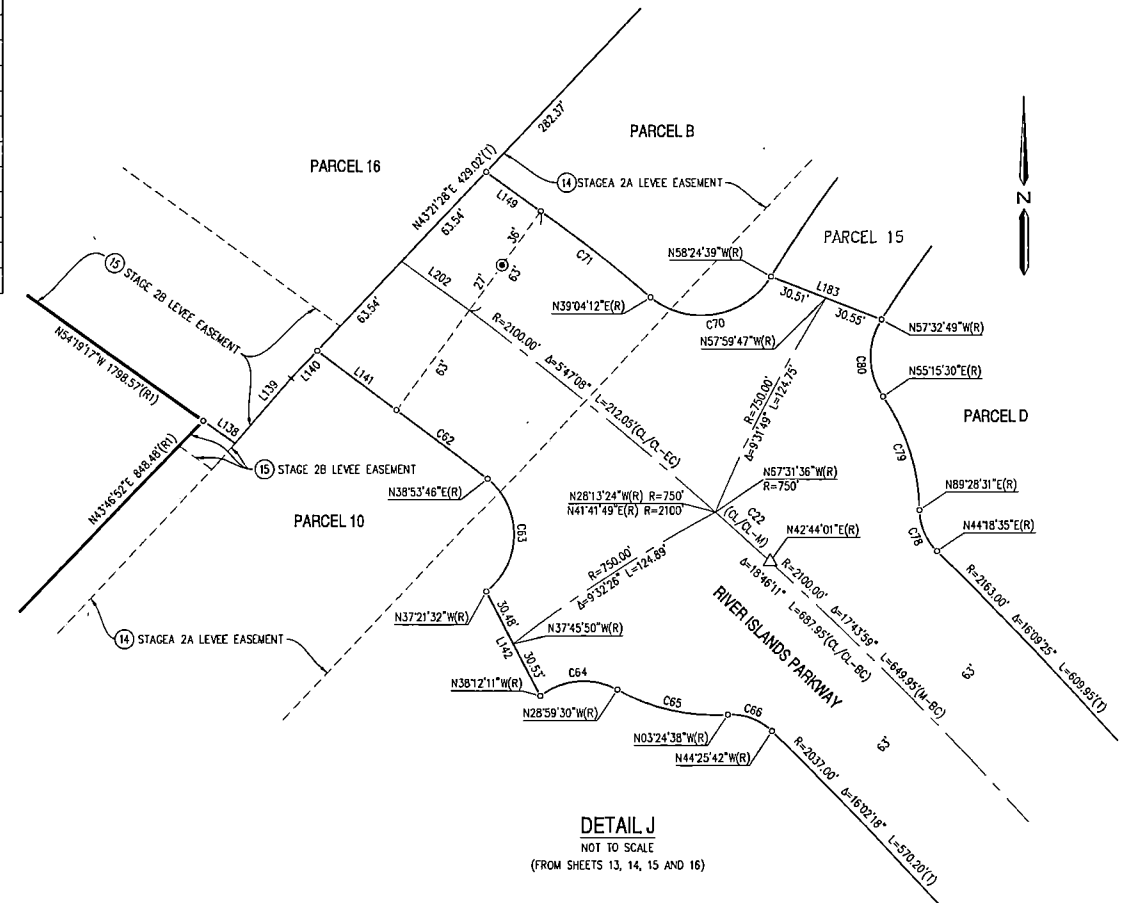 282.37'
PARCEL B
PARCEL 16
N43°21'28"E 429.02'(T)
14 STAGEA 2A LEVEE EASEMENT
N
L149
63.54'
36'
63'
27'
C71
PARCEL 15
N58°24'39"W(R)
L183
30.51'
30.55'
15 STAGE 2B LEVEE EASEMENT
L202
N39°04'12"E(R)
C70
N57°59'47"W(R)
N57°32'49"W(R)
63.54'
R=2100.00' Δ=5°47'08" L=212.05'(CL/CL-EC)
N54°19'17"W 1798.57'(R1)
C80
N55°15'30"E(R)
L140
L139
L141
63'
R=750.00'
Δ=9°31'49" L=124.75'
PARCEL D
L138
C62
C79
15 STAGE 2B LEVEE EASEMENT
N43°46'52"E 848.48'(R1)
N38°53'46"E(R)
N57°31'36"W(R)
R=750'
N89°28'31"E(R)
N28°13'24"W(R) R=750'
N41°41'49"E(R) R=2100'
C22
(CL/CL-M)
PARCEL 10
C63
N42°44'01"E(R)
C78
N44°18'35"E(R)
R=750.00'
Δ=9°32'26" L=124.89'
R=2100.00' Δ=17°43'59" L=649.95'(M-BC)
Δ=18°46'11" L=687.95'(CL/CL-BC)
R=2163.00' Δ=16°09'25" L=609.95'(T)
N37°21'32"W(R)
30.48'
RIVER ISLANDS PARKWAY
14 STAGEA 2A LEVEE EASEMENT
N37°45'50"W(R)
L142
30.53'
63'
N38°12'11"W(R)
C64
C65
N28°59'30"W(R)
C66
N03°24'38"W(R)
63'
N44°25'42"W(R)
R=2037.00' Δ=16°02'18" L=570.20'(T)
DETAIL J
NOT TO SCALE
(FROM SHEETS 13, 14, 15 AND 16)